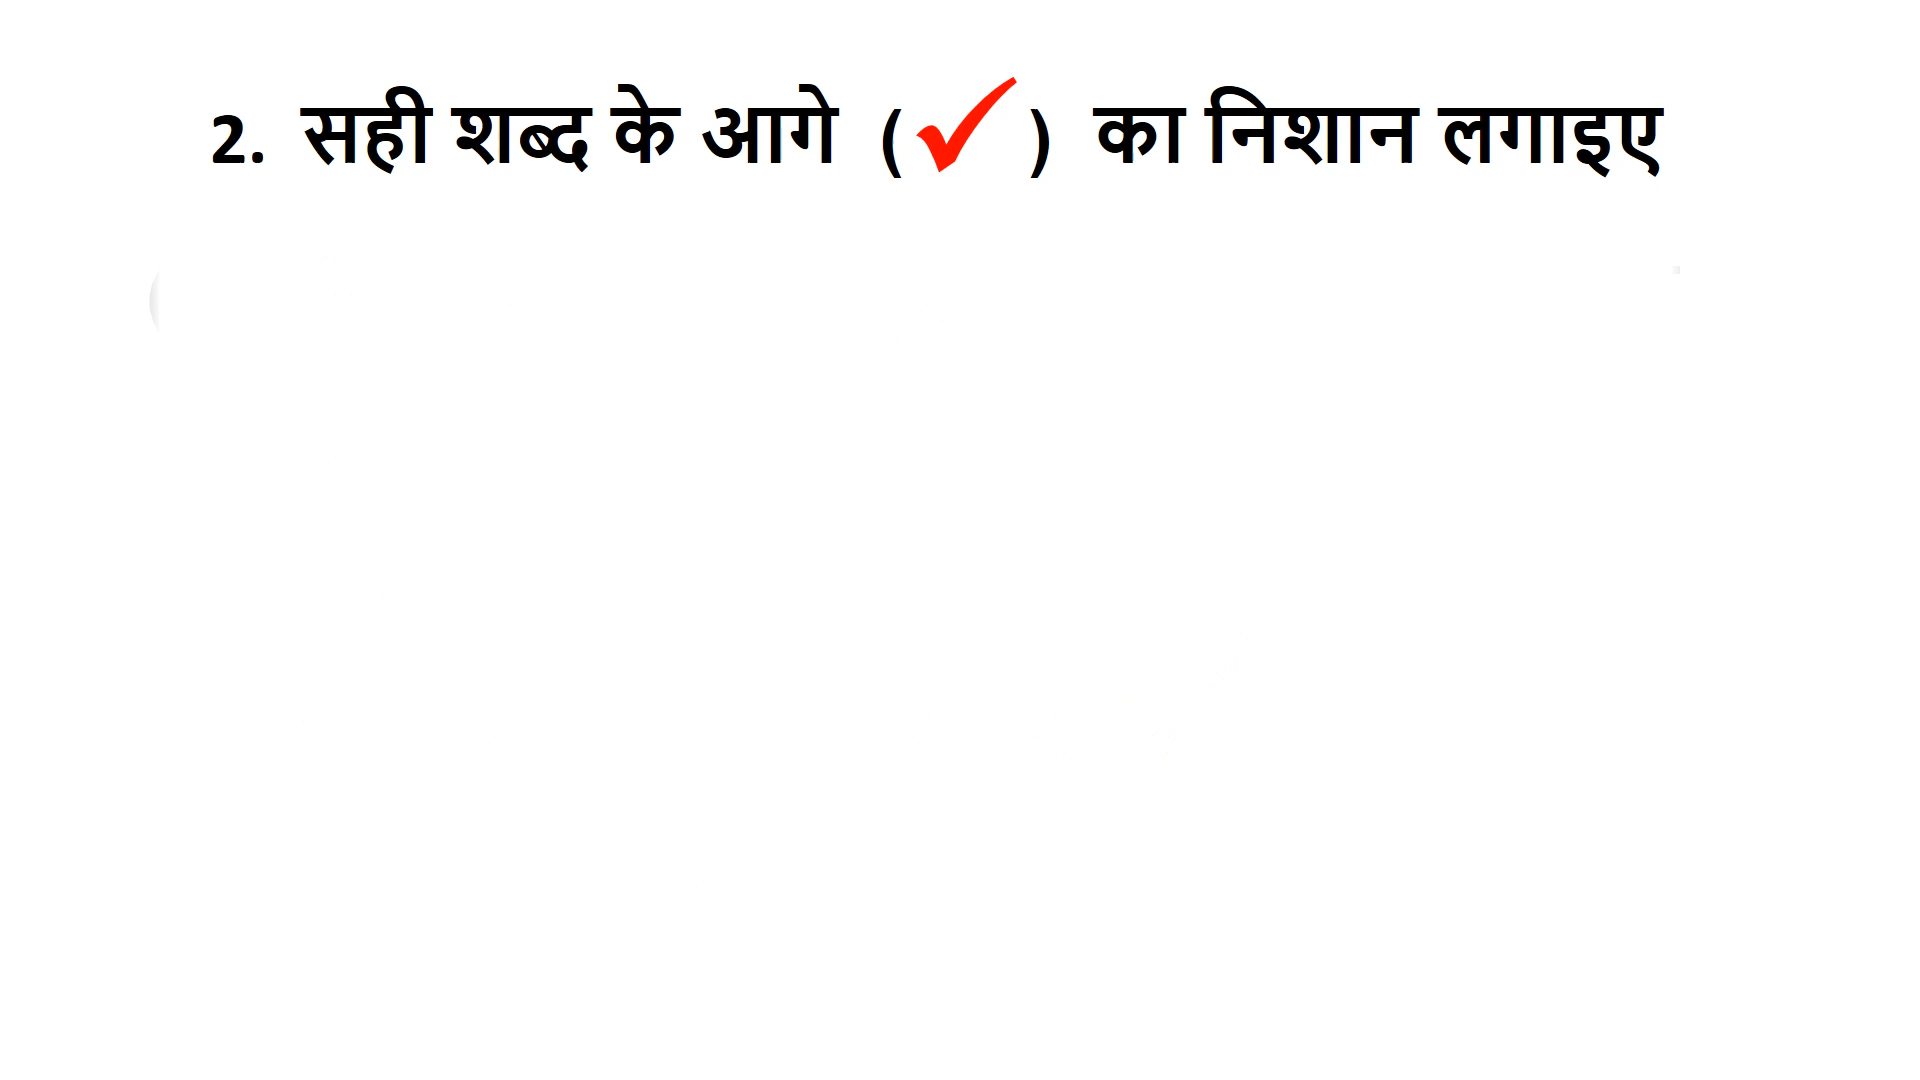 2. सही शब्द के आगे (✓) का निशान लगाइए